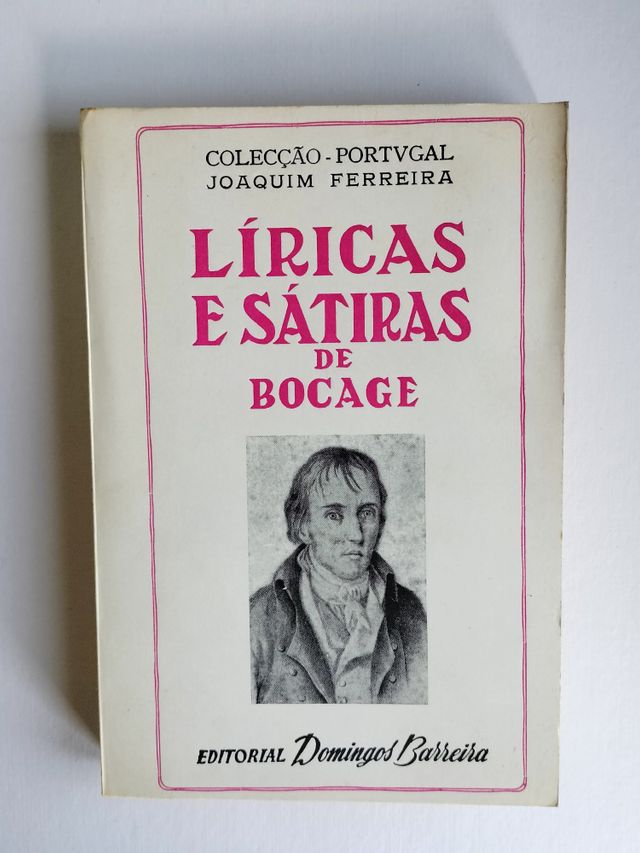 COLECÇÃO - PORTVGAL
JOAQUIM FERREIRA
LÍRICAS
E SÁTIRAS
DE
BOCAGE
EDITORIAL Domingos Barreira